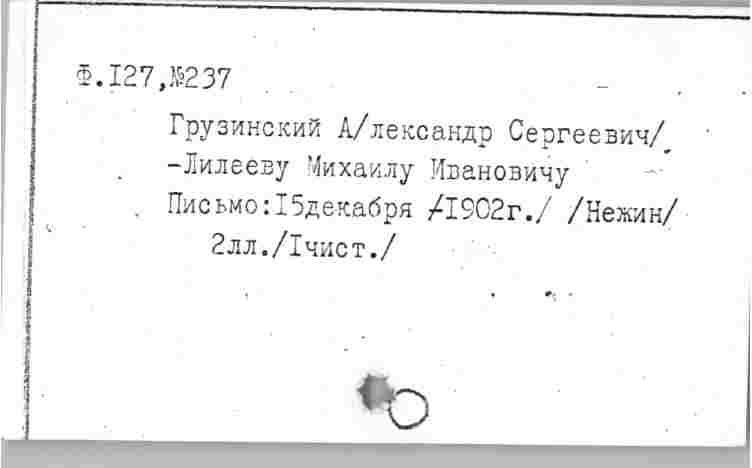 Ф.I27,№237
Грузинский А/лександр Сергеевич/
-Лилееву Михаилу Ивановичу
Письмо:I5декабря /-I902г./ /Нежин/
2лл./Iчист./